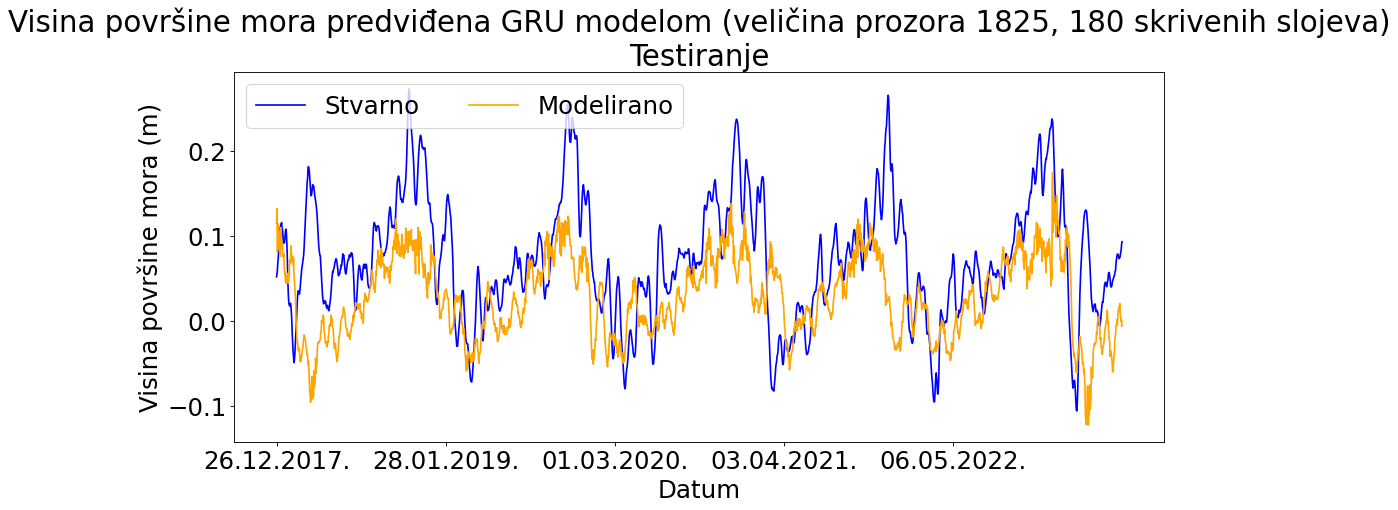 Visina površine mora predviđena GRU modelom (veličina prozora 1825, 180 skrivenih slojeva)
Testiranje
Stvarno Modelirano
Visina površine mora (m)
0.2
0.1
0.0
−0.1
26.12.2017. 28.01.2019. 01.03.2020. 03.04.2021. 06.05.2022.
Datum